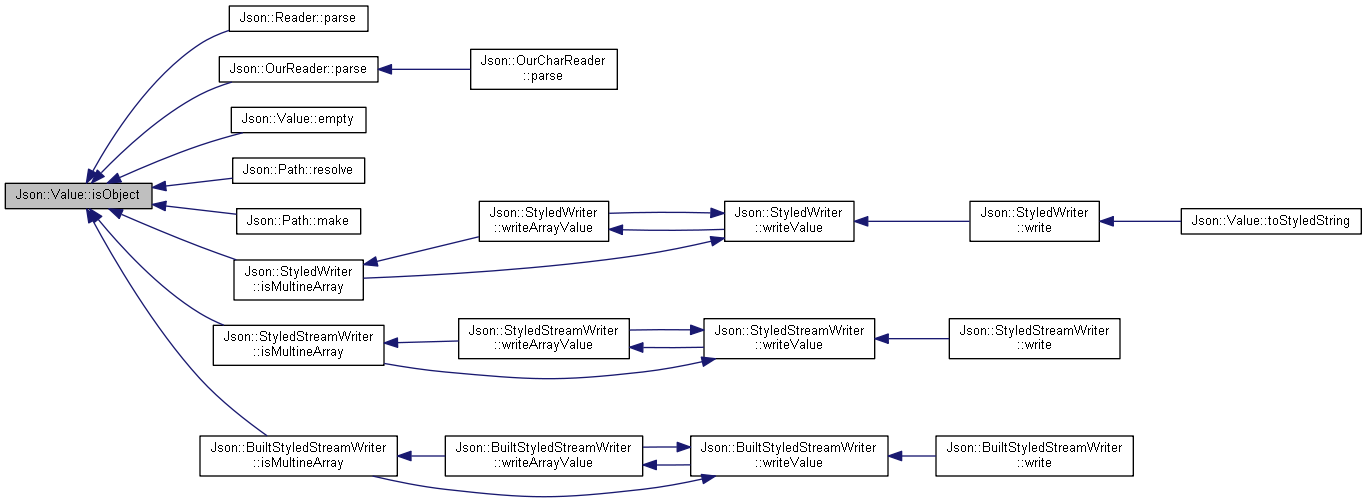 Json::Reader::parse
Json::OurReader::parse
Json::OurCharReader
::parse
Json::Value::empty
Json::Path::resolve
Json::Value::isObject
Json::Path::make
Json::StyledWriter
::isMultineArray
Json::StyledWriter
::writeArrayValue
Json::StyledWriter
::writeValue
Json::StyledWriter
::write
Json::Value::toStyledString
Json::StyledStreamWriter
::isMultineArray
Json::StyledStreamWriter
::writeArrayValue
Json::StyledStreamWriter
::writeValue
Json::StyledStreamWriter
::write
Json::BuiltStyledStreamWriter
::isMultineArray
Json::BuiltStyledStreamWriter
::writeArrayValue
Json::BuiltStyledStreamWriter
::writeValue
Json::BuiltStyledStreamWriter
::write